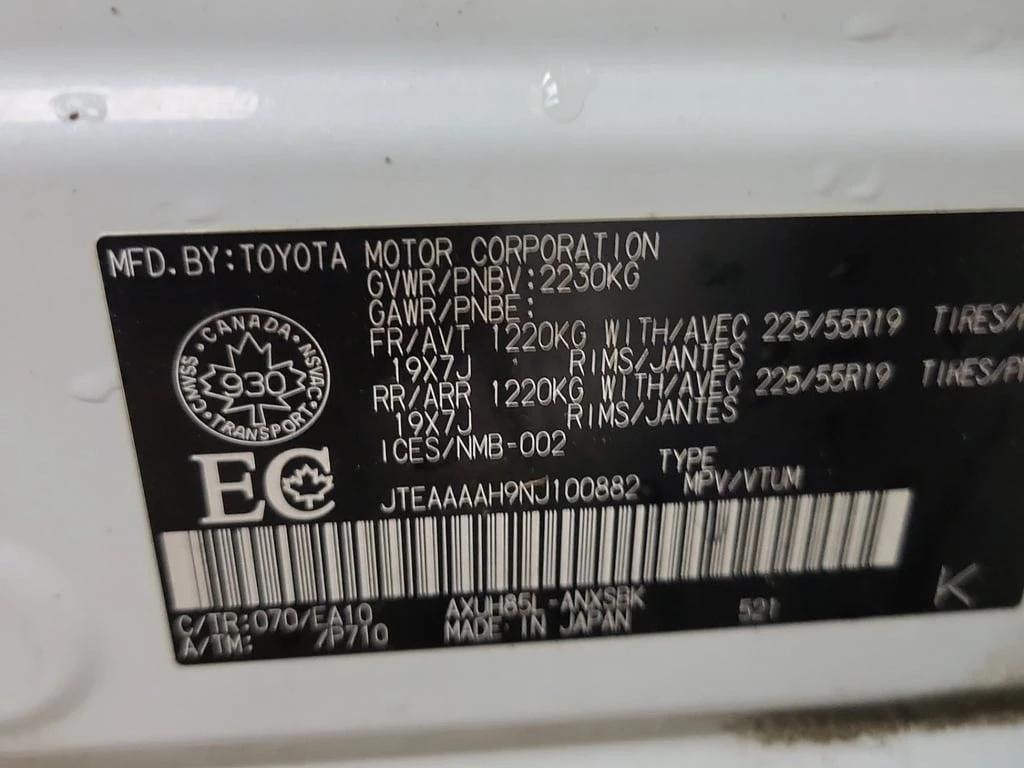 MFD. BY: TOYOTA MOTOR CORPORATION
GVWR/PNBV: 2230KG
GAWR/PNBE:
FR/AVT 1220KG WITH/AVEC 225/55R19 TIRES/
19X7J RIMS/JANTES
RR/ARR 1220KG WITH/AVEC 225/55R19 TIRES/
19X7J RIMS/JANTES
ICES/NMB-002
CANADA
CMVSS · NSVAC
930
TRANSPORT
EC
TYPE
JTEAAAAH9NJ100882 MPV/VTUM
C/TR: 070/EA10 AXUH85L-ANXSBK 521
A/TM: /P710 MADE IN JAPAN
K